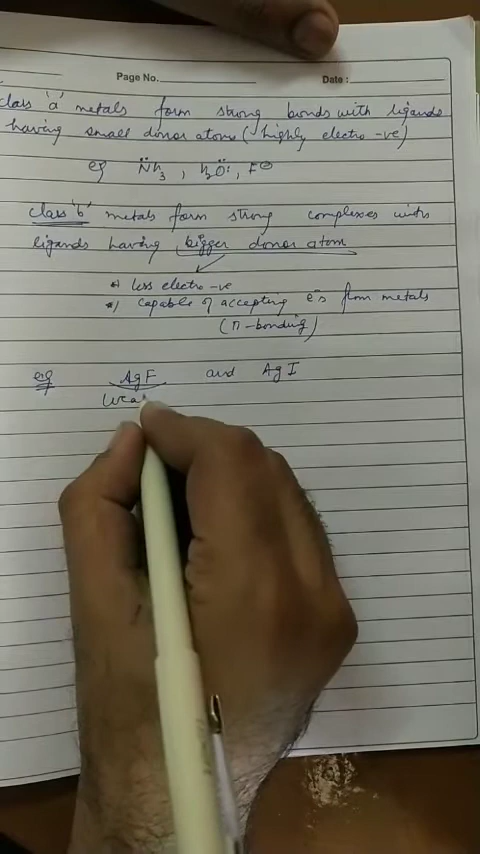 Page No. Date :
class 'a' metals form strong bonds with ligands
having small donor atoms (highly electro -ve)
eg N̈H3 , H2Ö: , F⊖
class 'b' metals form strong complexes with
ligands having bigger donor atom
*) less electro -ve
*) capable of accepting e's from metals
(π-bonding)
eg AgF and AgI
Weak